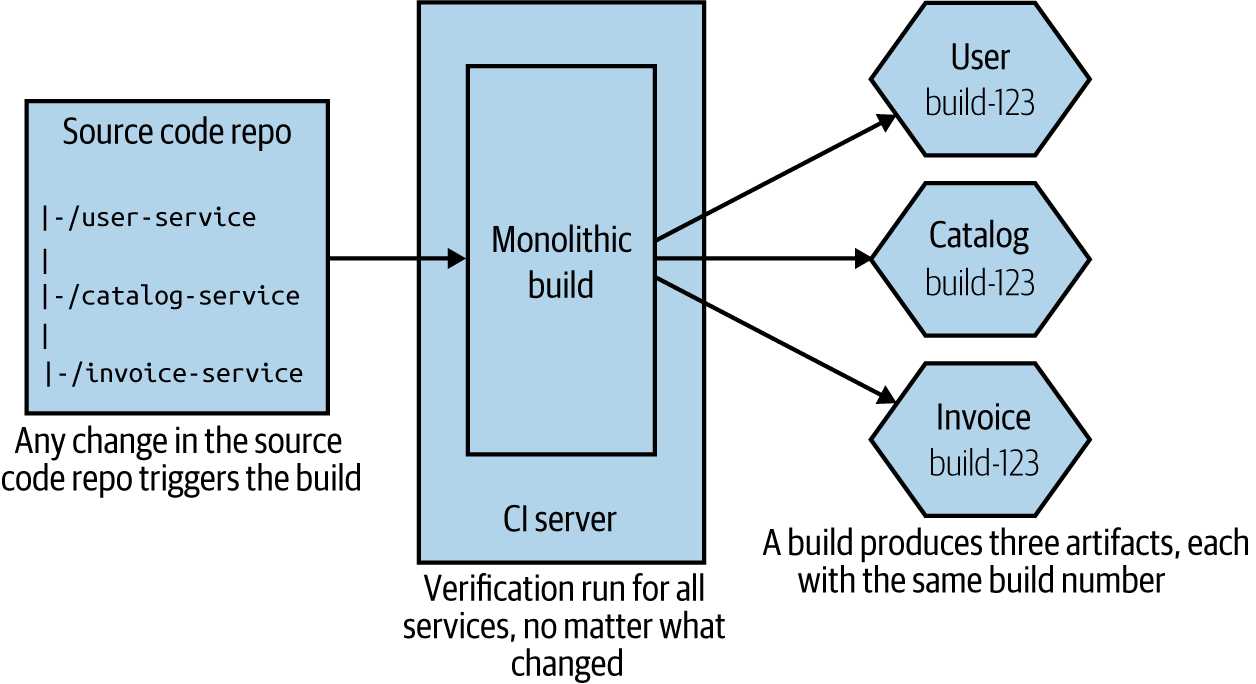 Source code repo
|-/user-service
|
|-/catalog-service
|
|-/invoice-service
Any change in the source
code repo triggers the build
Monolithic
build
CI server
Verification run for all
services, no matter what
changed
User
build-123
Catalog
build-123
Invoice
build-123
A build produces three artifacts, each
with the same build number